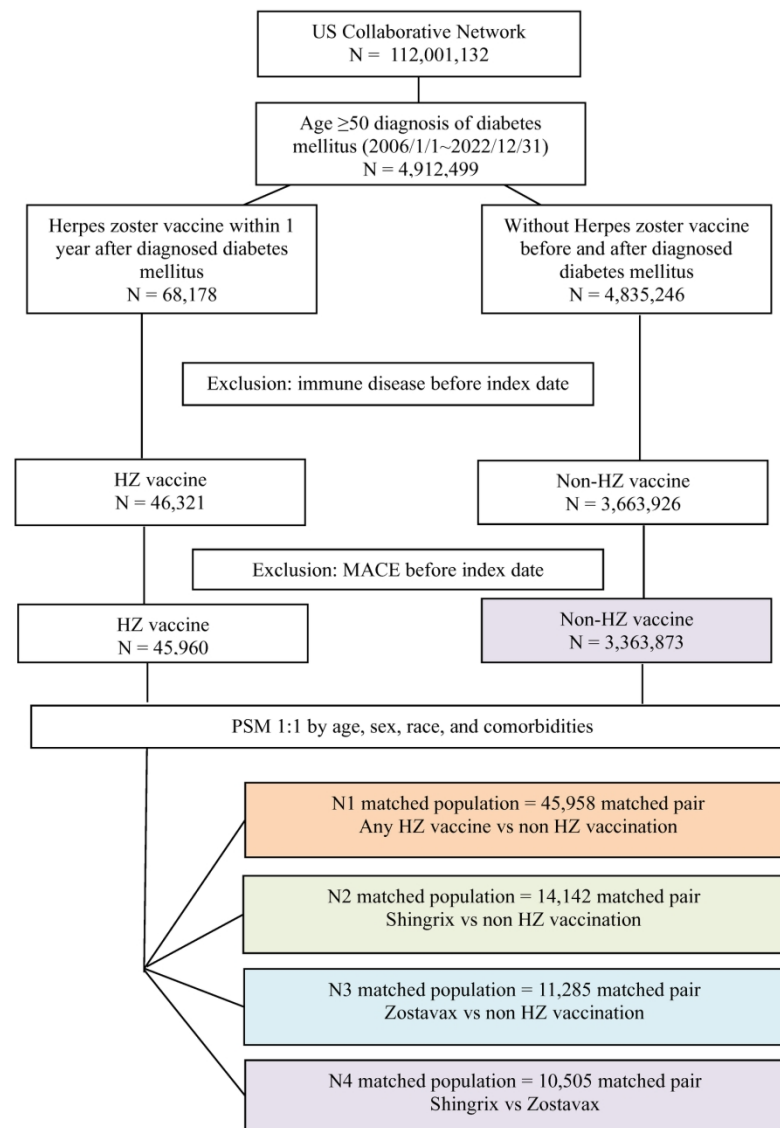 US Collaborative Network
N = 112,001,132
Age ≥50 diagnosis of diabetes
mellitus (2006/1/1~2022/12/31)
N = 4,912,499
Herpes zoster vaccine within 1
year after diagnosed diabetes
mellitus
N = 68,178
Without Herpes zoster vaccine
before and after diagnosed
diabetes mellitus
N = 4,835,246
Exclusion: immune disease before index date
HZ vaccine
N = 46,321
Non-HZ vaccine
N = 3,663,926
Exclusion: MACE before index date
HZ vaccine
N = 45,960
Non-HZ vaccine
N = 3,363,873
PSM 1:1 by age, sex, race, and comorbidities
N1 matched population = 45,958 matched pair
Any HZ vaccine vs non HZ vaccination
N2 matched population = 14,142 matched pair
Shingrix vs non HZ vaccination
N3 matched population = 11,285 matched pair
Zostavax vs non HZ vaccination
N4 matched population = 10,505 matched pair
Shingrix vs Zostavax